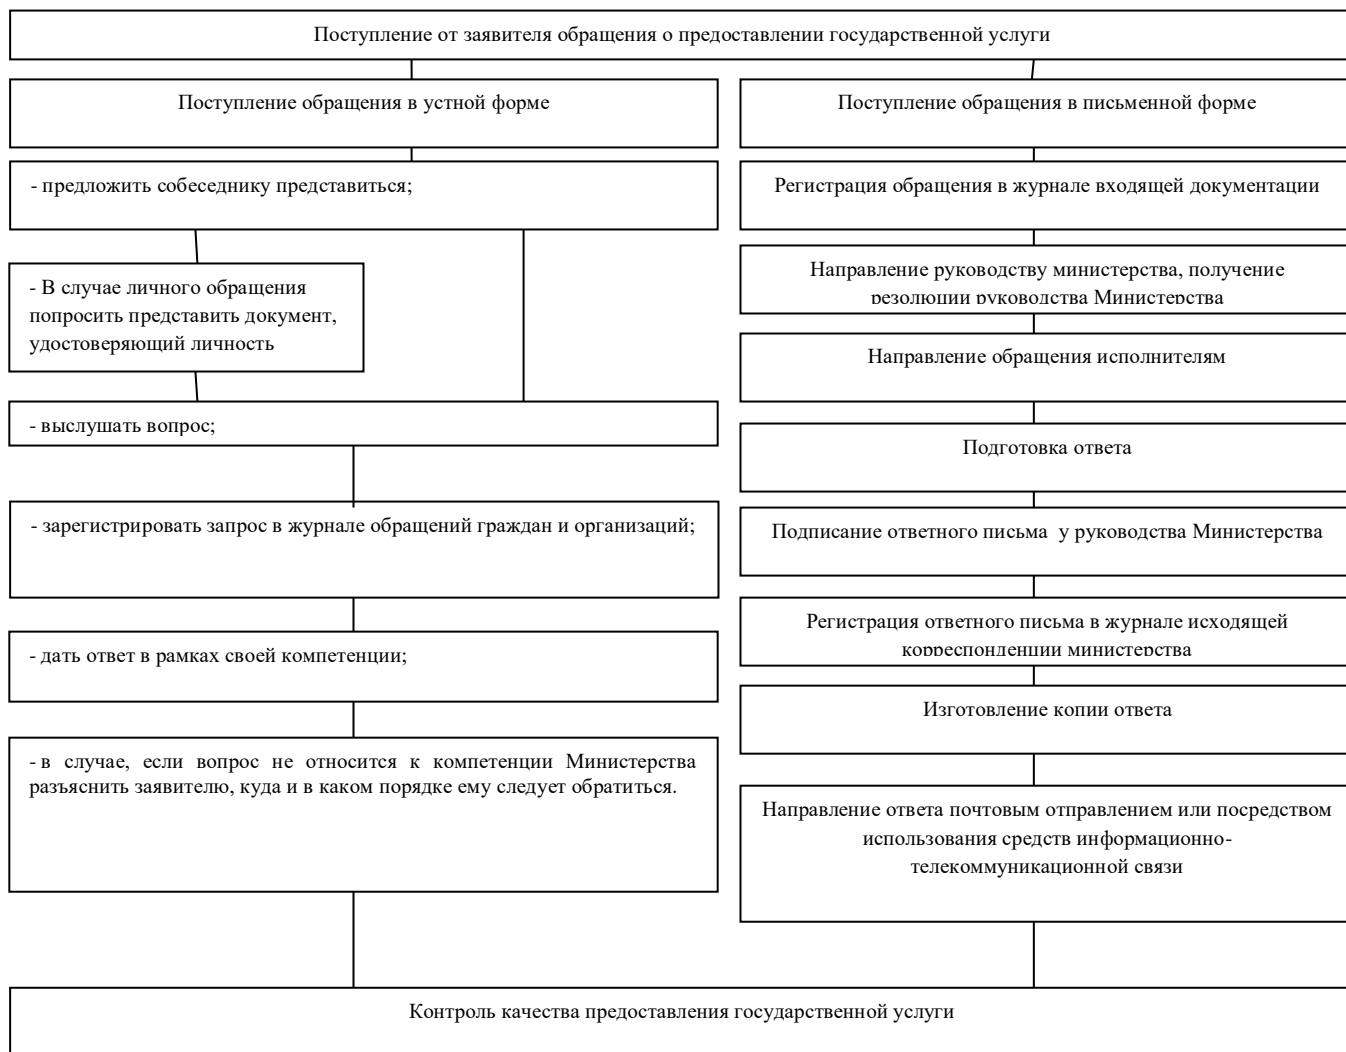 Поступление от заявителя обращения о предоставлении государственной услуги
Поступление обращения в устной форме
- предложить собеседнику представиться;
- В случае личного обращения
попросить представить документ,
удостоверяющий личность
- выслушать вопрос;
- зарегистрировать запрос в журнале обращений граждан и организаций;
- дать ответ в рамках своей компетенции;
- в случае, если вопрос не относится к компетенции Министерства
разъяснить заявителю, куда и в каком порядке ему следует обратиться.
Поступление обращения в письменной форме
Регистрация обращения в журнале входящей документации
Направление руководству министерства, получение
резолюции руководства Министерства
Направление обращения исполнителям
Подготовка ответа
Подписание ответного письма у руководства Министерства
Регистрация ответного письма в журнале исходящей
корреспонденции министерства
Изготовление копии ответа
Направление ответа почтовым отправлением или посредством
использования средств информационно-
телекоммуникационной связи
Контроль качества предоставления государственной услуги